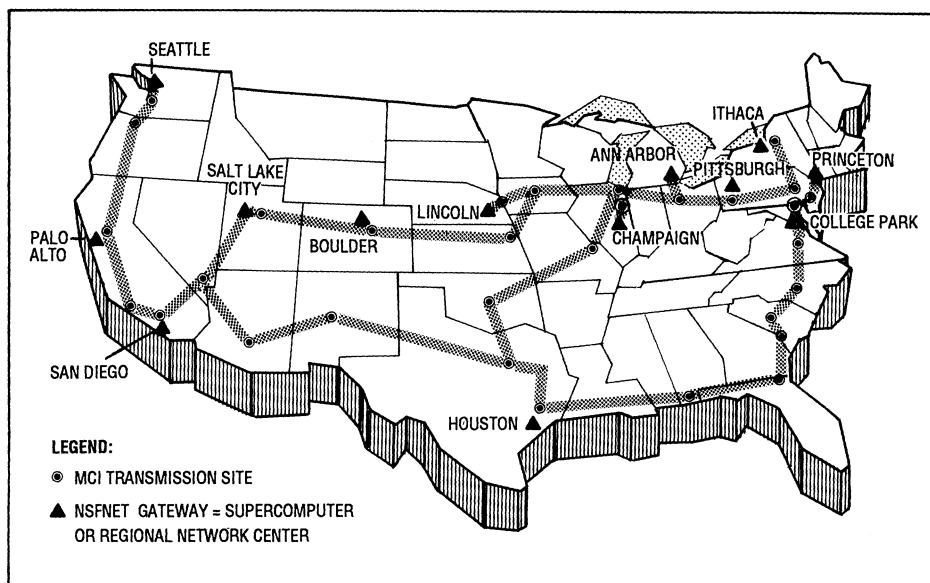 SEATTLE
ITHACA
ANN ARBOR
PITTSBURGH
PRINCETON
SALT LAKE
CITY
LINCOLN
COLLEGE PARK
PALO
ALTO
BOULDER
CHAMPAIGN
SAN DIEGO
HOUSTON
LEGEND:
MCI TRANSMISSION SITE
NSFNET GATEWAY = SUPERCOMPUTER
OR REGIONAL NETWORK CENTER